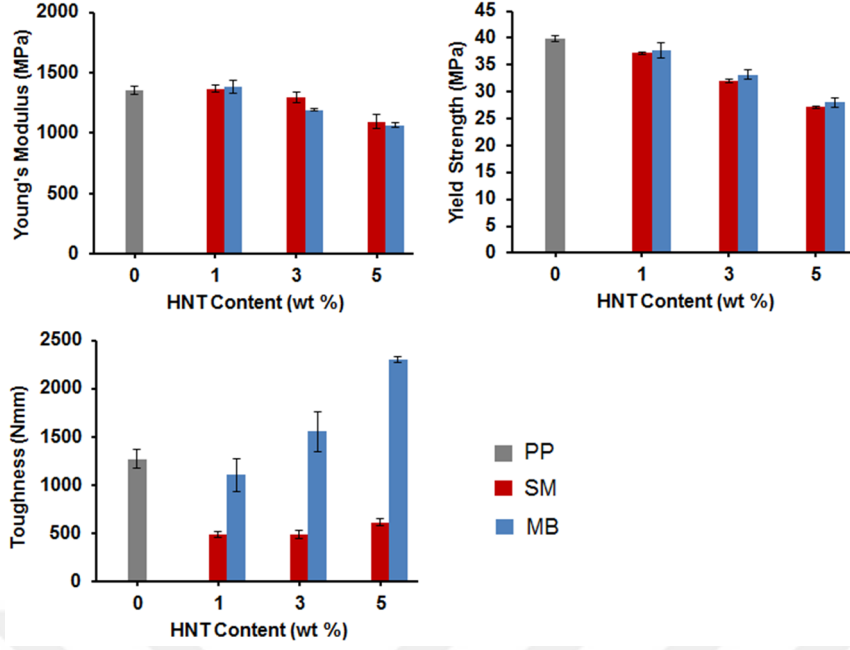 2000
1500
1000
500
0
Young's Modulus (MPa)
0 1 3 5
HNT Content (wt %)
45
40
35
30
25
20
15
10
5
0
Yield Strength (MPa)
0 1 3 5
HNT Content (wt %)
2500
2000
1500
1000
500
0
Toughness (Nmm)
0 1 3 5
HNT Content (wt %)
PP
SM
MB